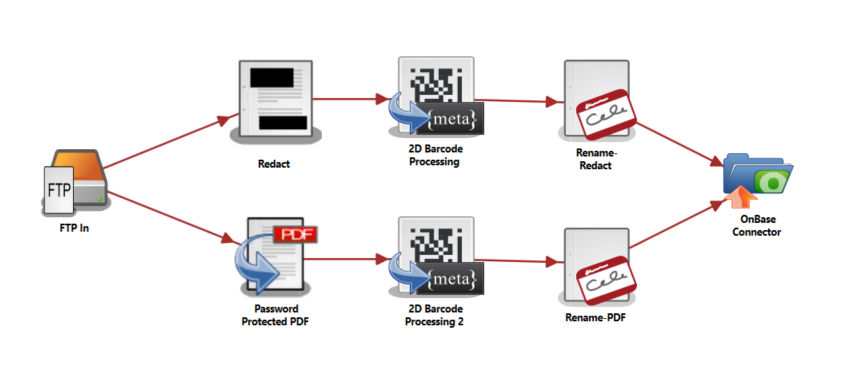 FTP
FTP In
Redact
{meta}
2D Barcode
Processing
Rename-
Redact
PDF
Password
Protected PDF
{meta}
2D Barcode
Processing 2
Rename-PDF
OnBase
Connector